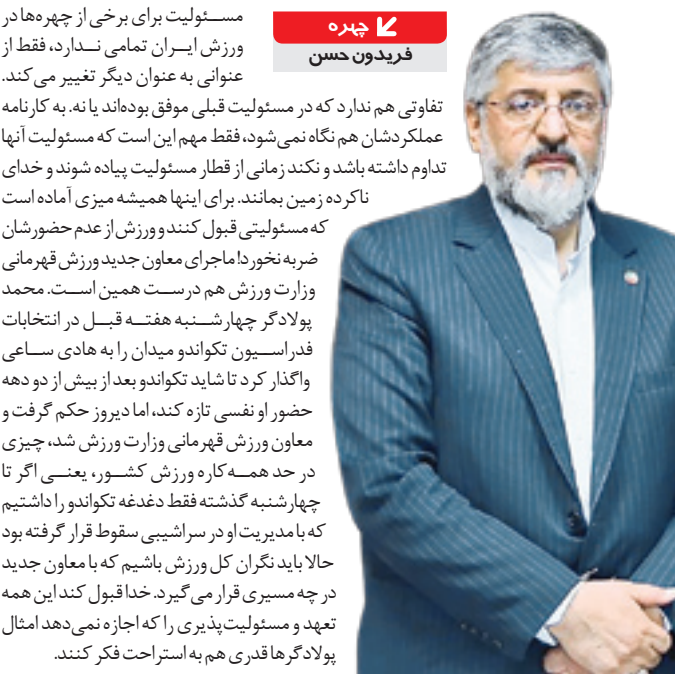 چهره
فریدون حسن
مسئولیت برای برخی از چهره‌ها در
ورزش ایران تمامی ندارد، فقط از
عنوانی به عنوان دیگر تغییر می‌کند.
تفاوتی هم ندارد که در مسئولیت قبلی موفق بوده‌اند یا نه. به کارنامه
عملکردشان هم نگاه نمی‌شود، فقط مهم این است که مسئولیت آنها
تداوم داشته باشد و نکند زمانی از قطار مسئولیت پیاده شوند و خدای
ناکرده زمین بمانند. برای اینها همیشه میزی آماده است
که مسئولیتی قبول کنند و ورزش از عدم حضورشان
ضربه نخورد! ماجرای معاون جدید ورزش قهرمانی
وزارت ورزش هم درست همین است. محمد
پولادگر چهارشنبه هفته قبل در انتخابات
فدراسیون تکواندو میدان را به هادی ساعی
واگذار کرد تا شاید تکواندو بعد از بیش از دو دهه
حضور او نفسی تازه کند، اما دیروز حکم گرفت و
معاون ورزش قهرمانی وزارت ورزش شد، چیزی
در حد همه‌کاره ورزش کشور، یعنی اگر تا
چهارشنبه گذشته فقط دغدغه تکواندو را داشتیم
که با مدیریت او در سراشیبی سقوط قرار گرفته بود
حالا باید نگران کل ورزش باشیم که با معاون جدید
در چه مسیری قرار می‌گیرد. خدا قبول کند این همه
تعهد و مسئولیت‌پذیری را که اجازه نمی‌دهد امثال
پولادگرها قدری هم به استراحت فکر کنند.